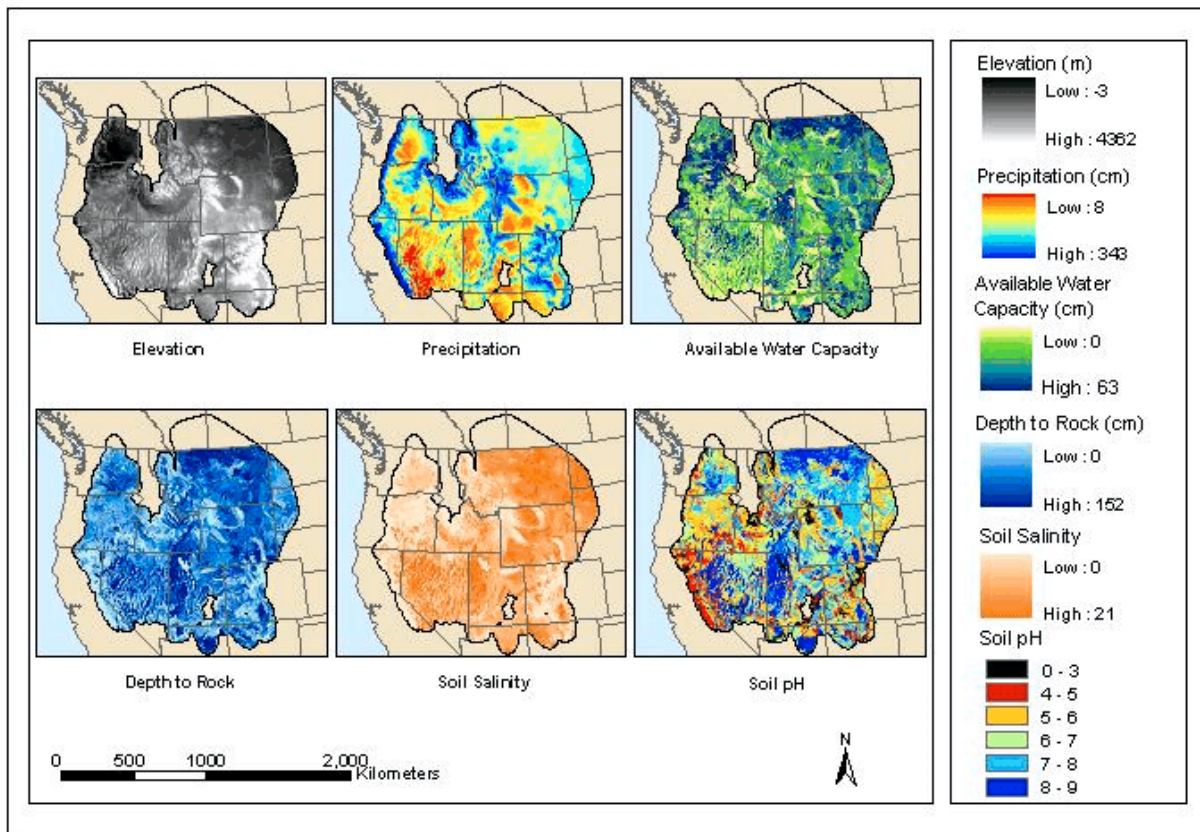 Elevation
Precipitation
Available Water Capacity
Depth to Rock
Soil Salinity
Soil pH
0 500 1000 2,000
Kilometers
N
Elevation (m)
Low : -3
High : 4362
Precipitation (cm)
Low : 8
High : 343
Available Water
Capacity (cm)
Low : 0
High : 63
Depth to Rock (cm)
Low : 0
High : 152
Soil Salinity
Low : 0
High : 21
Soil pH
0 - 3
4 - 5
5 - 6
6 - 7
7 - 8
8 - 9